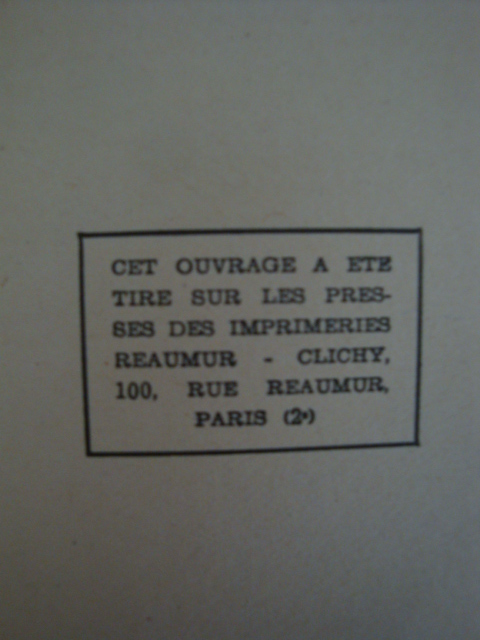 CET OUVRAGE A ETE
TIRE SUR LES PRES-
SES DES IMPRIMERIES
REAUMUR - CLICHY,
100, RUE REAUMUR,
PARIS (2e)